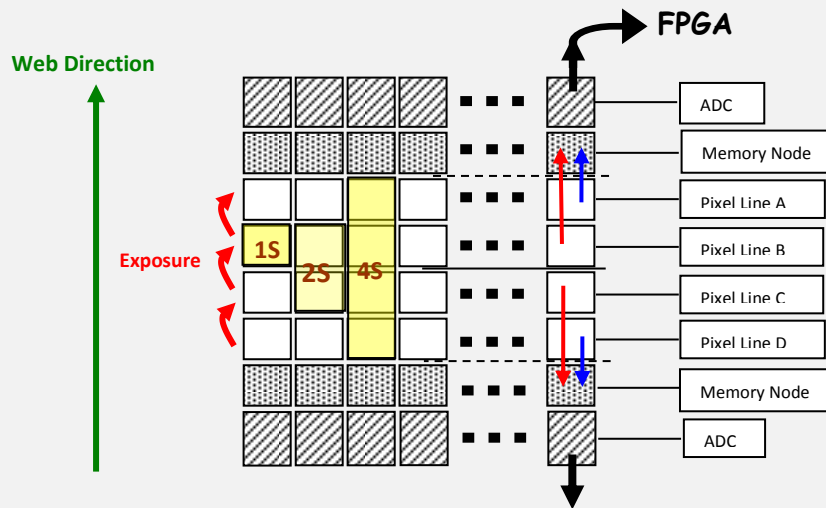 FPGA
Web Direction
ADC
Memory Node
Pixel Line A
Exposure
1S
2S
4S
Pixel Line B
Pixel Line C
Pixel Line D
Memory Node
ADC